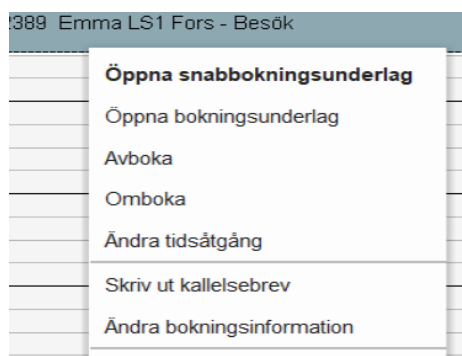 2389 Emma LS1 Fors - Besök
Öppna snabbokningsunderlag
Öppna bokningsunderlag
Avboka
Omboka
Ändra tidsåtgång
Skriv ut kallelsebrev
Ändra bokningsinformation